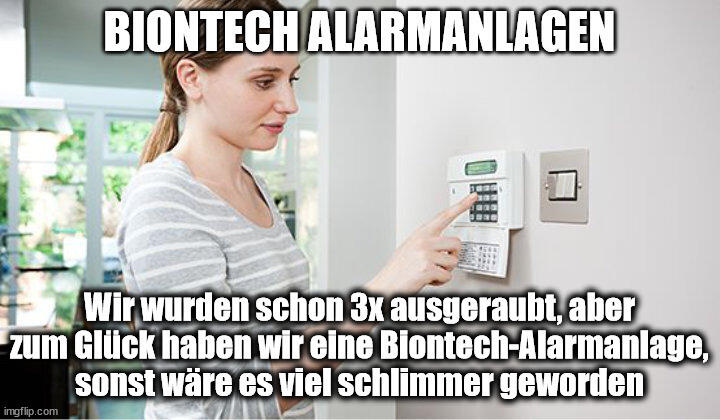 BIONTECH ALARMANLAGEN
Wir wurden schon 3x ausgeraubt, aber
zum Glück haben wir eine Biontech-Alarmanlage,
sonst wäre es viel schlimmer geworden
imgflip.com